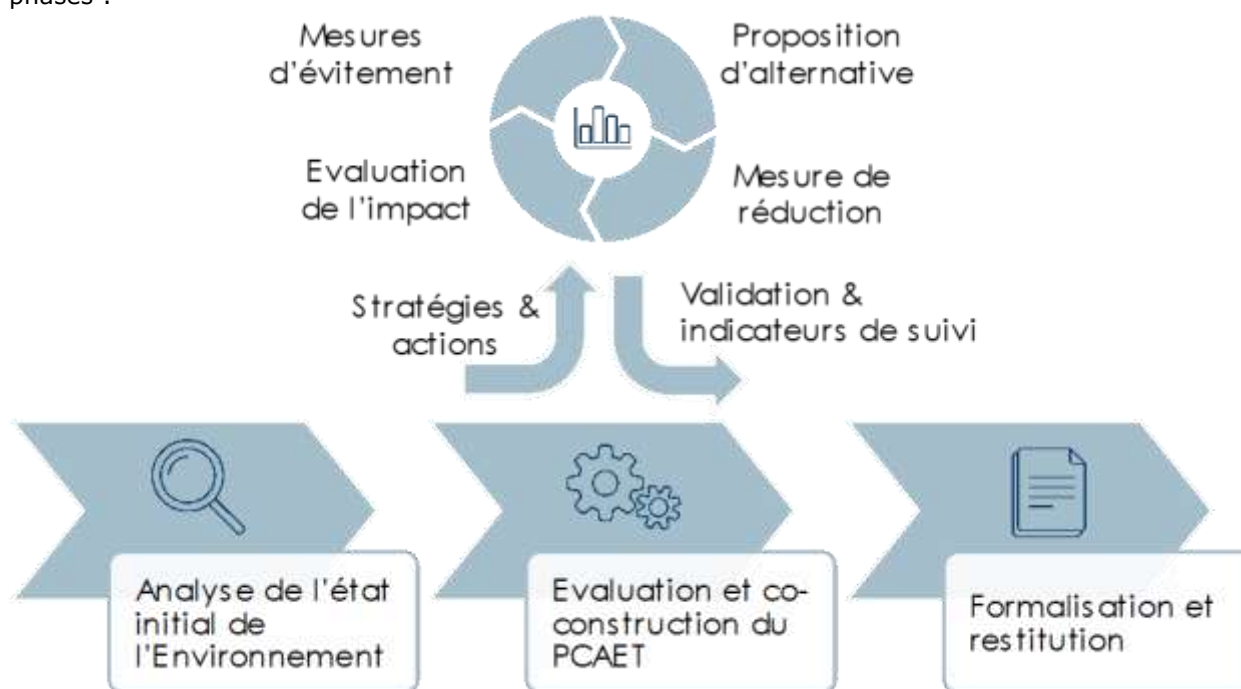 phases :
Mesures
d'évitement
Proposition
d'alternative
Evaluation
de l'impact
Mesure de
réduction
Stratégies &
actions
Validation &
indicateurs de suivi
Analyse de l'état
initial de
l'Environnement
Evaluation et co-
construction du
PCAET
Formalisation et
restitution